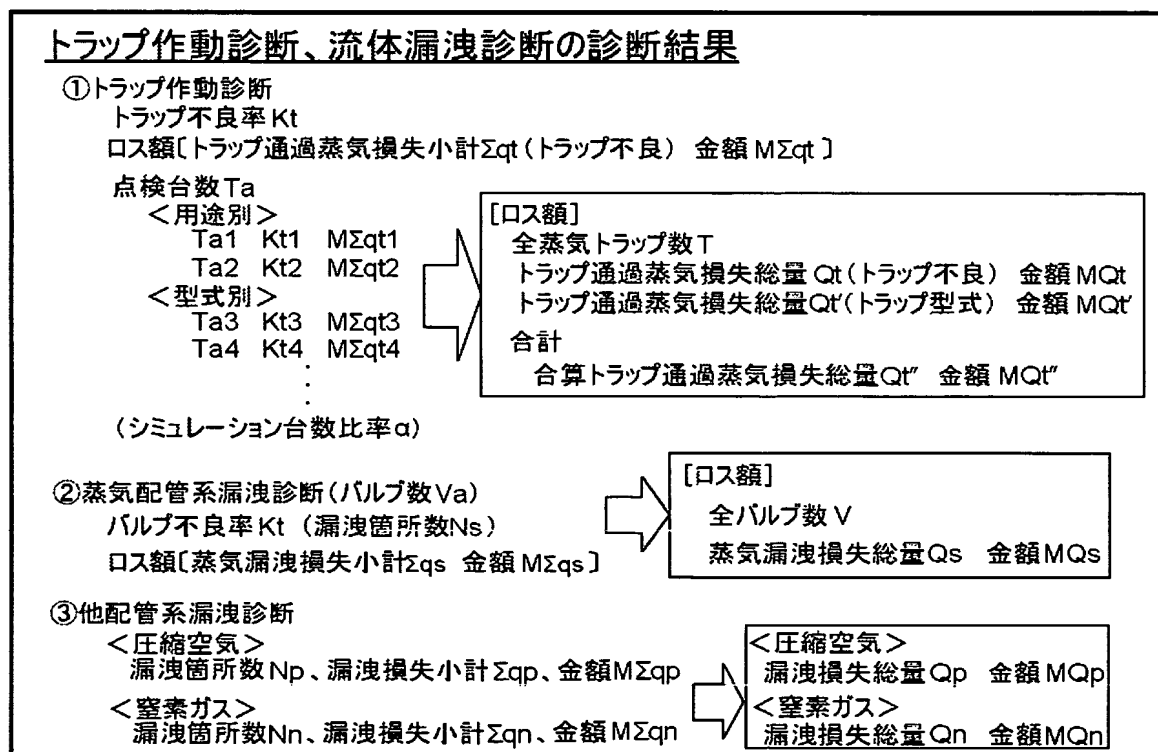 トラップ作動診断、流体漏洩診断の診断結果
①トラップ作動診断
トラップ不良率Kt
ロス額〔トラップ通過蒸気損失小計Σqt（トラップ不良） 金額 MΣqt 〕
点検台数Ta
＜用途別＞
Ta1 Kt1 MΣqt1
Ta2 Kt2 MΣqt2
＜型式別＞
Ta3 Kt3 MΣqt3
Ta4 Kt4 MΣqt4
：
（シミュレーション台数比率α）
[ロス額]
全蒸気トラップ数T
トラップ通過蒸気損失総量Qt（トラップ不良） 金額 MQt
トラップ通過蒸気損失総量Qt′（トラップ型式） 金額 MQt′
合計
合算トラップ通過蒸気損失総量Qt″ 金額 MQt″
②蒸気配管系漏洩診断（バルブ数Va）
バルブ不良率Kt （漏洩箇所数Ns）
ロス額〔蒸気漏洩損失小計Σqs 金額 MΣqs〕
[ロス額]
全バルブ数V
蒸気漏洩損失総量Qs 金額MQs
③他配管系漏洩診断
＜圧縮空気＞
漏洩箇所数Np、漏洩損失小計Σqp、金額MΣqp
＜窒素ガス＞
漏洩箇所数Nn、漏洩損失小計Σqn、金額MΣqn
＜圧縮空気＞
漏洩損失総量Qp 金額MQp
＜窒素ガス＞
漏洩損失総量Qn 金額MQn